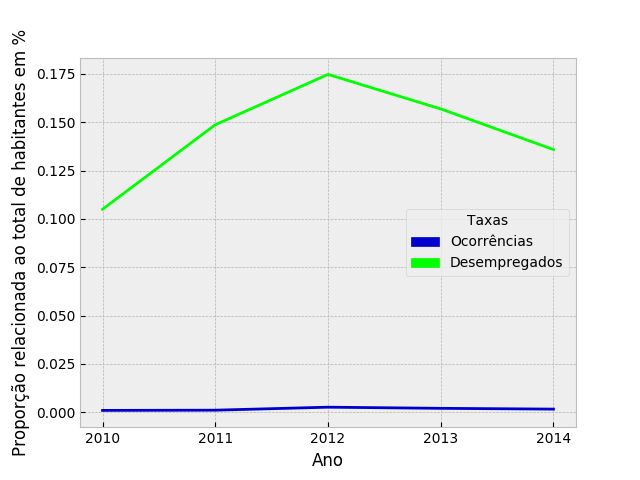 Proporção relacionada ao total de habitantes em %
0.175
0.150
0.125
0.100
0.075
0.050
0.025
0.000
Taxas
Ocorrências
Desempregados
2010 2011 2012 2013 2014
Ano